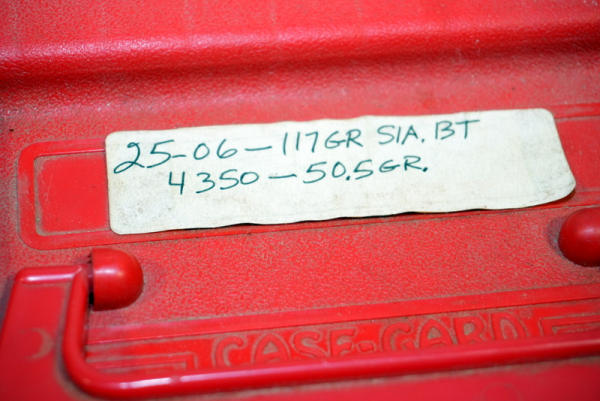 25-06-117GR SIA. BT
4350-50.5GR.
CASE-GARD